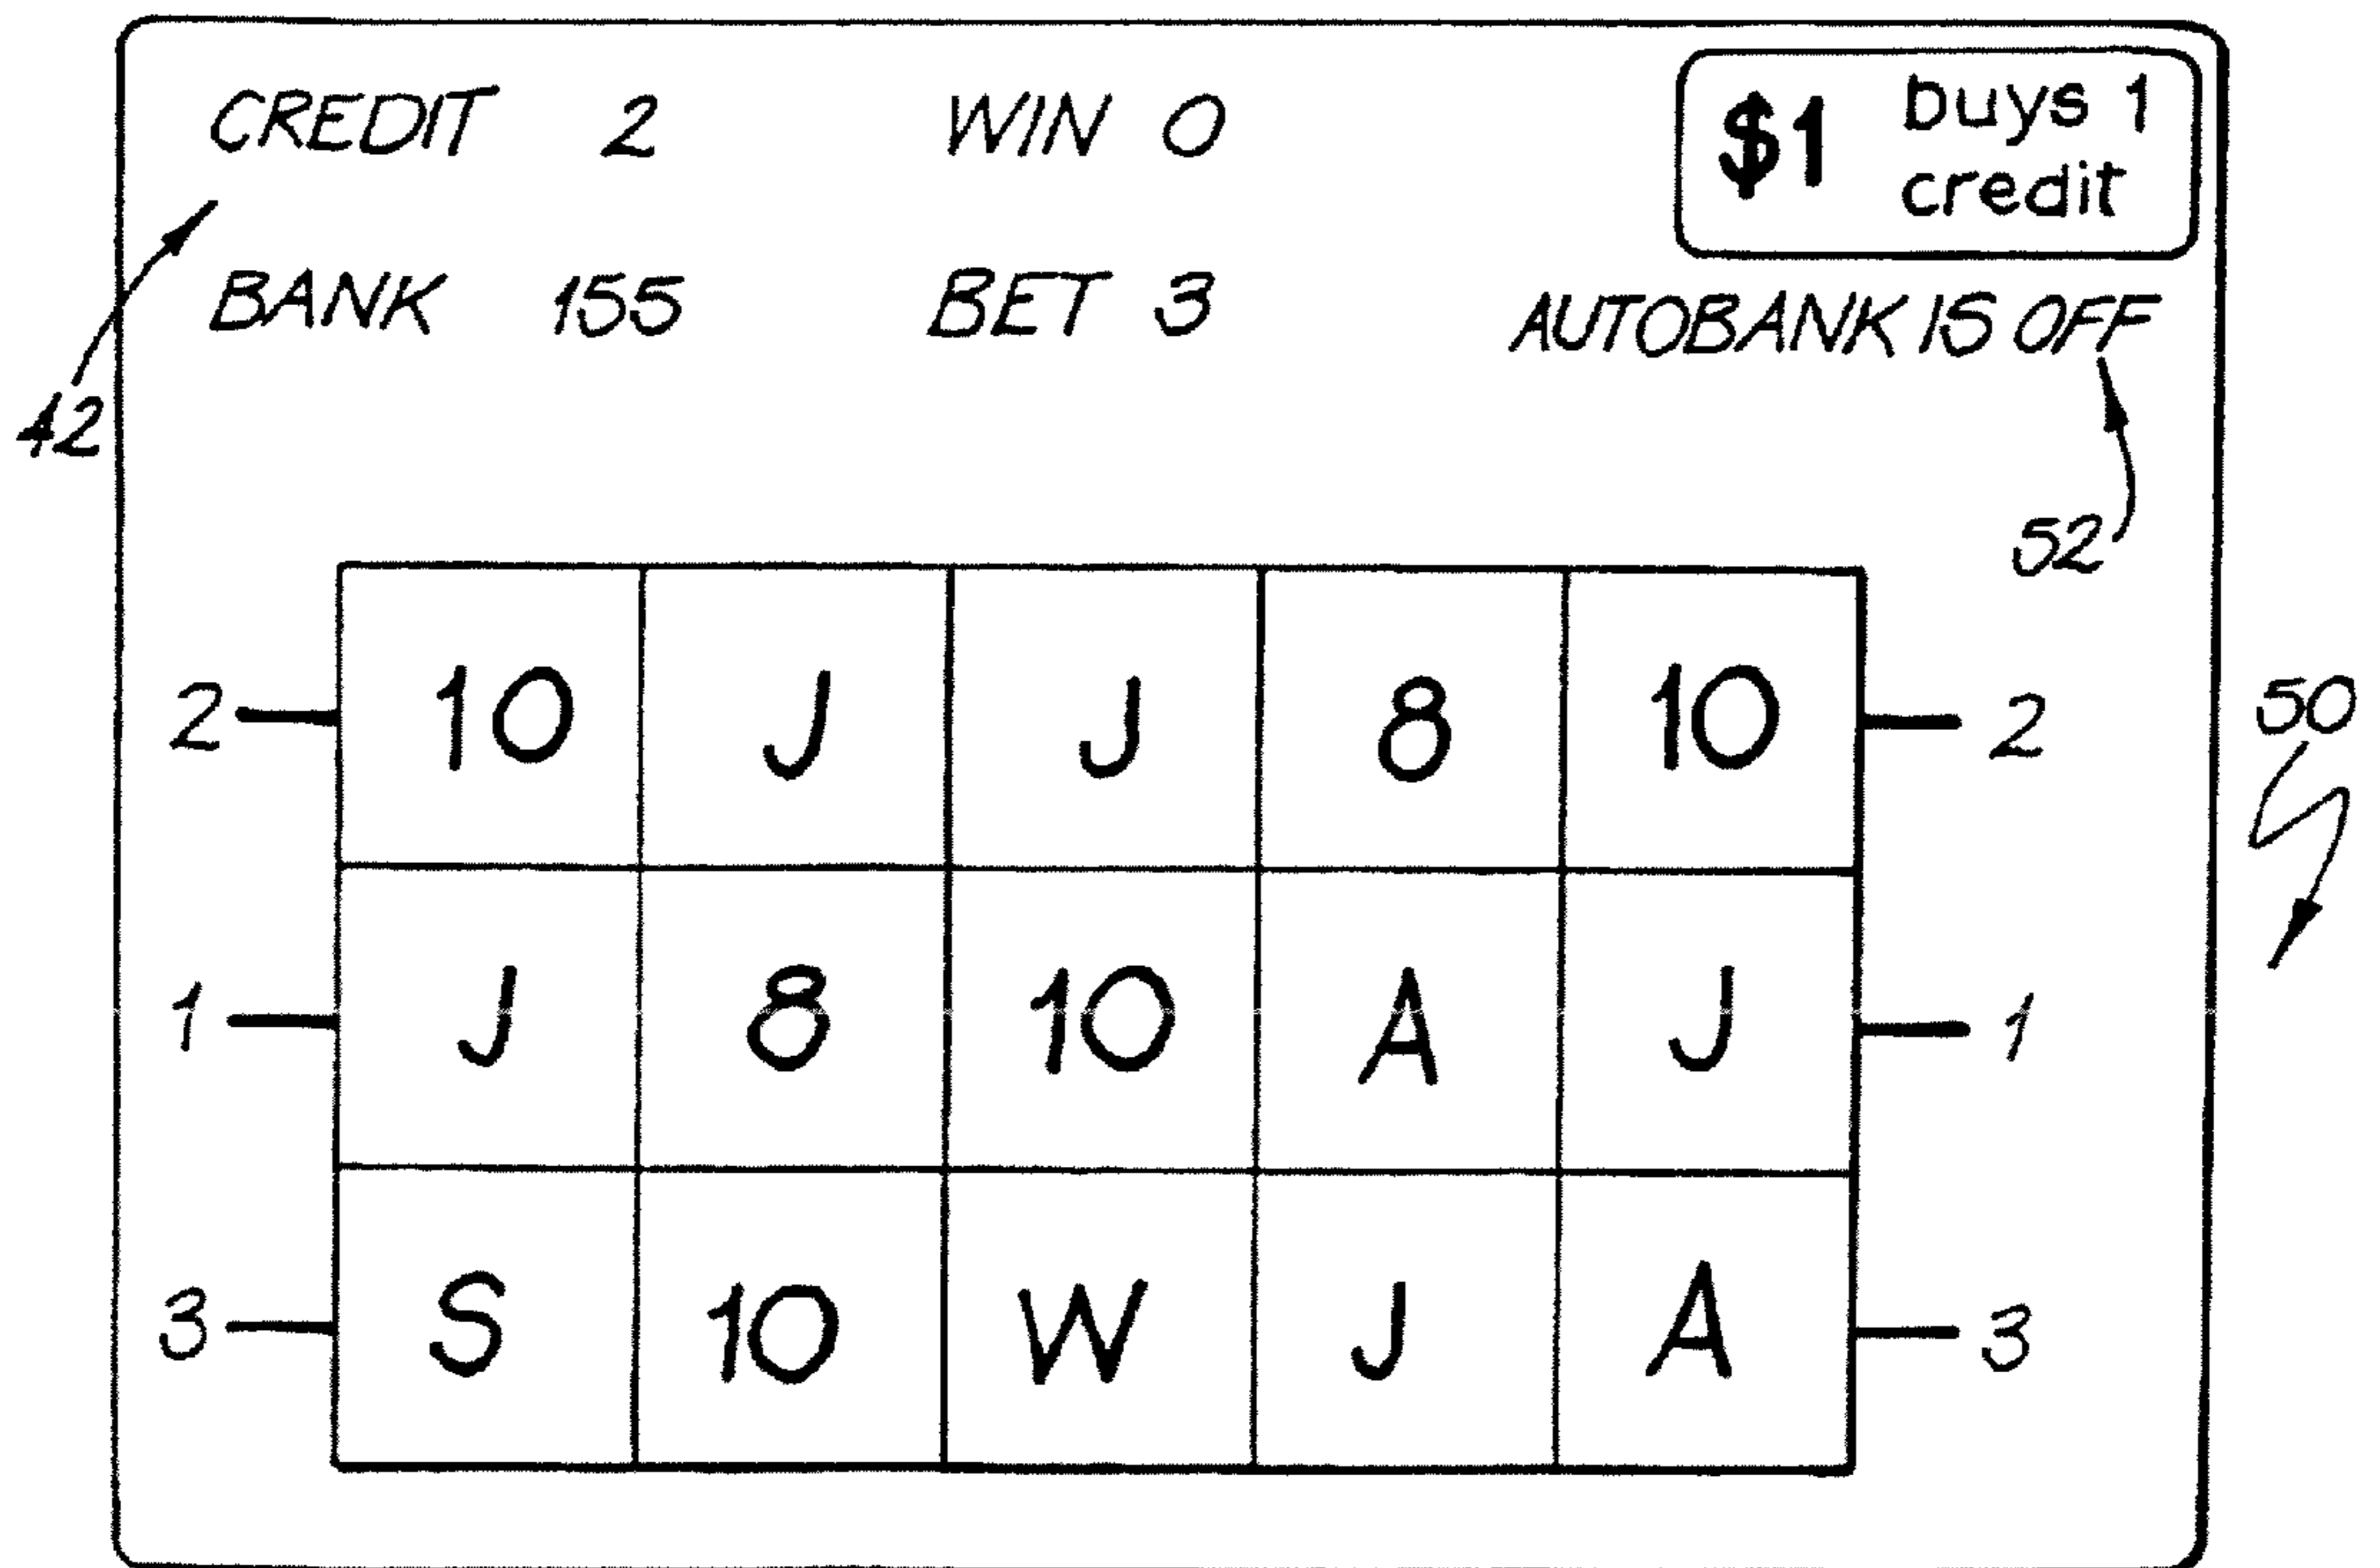 CREDIT 2 WIN 0 $1 buys 1
credit
BANK 155 BET 3 AUTOBANK IS OFF
42
52
2 10 J J 8 10 2
50
1 J 8 10 A J 1
3 S 10 W J A 3